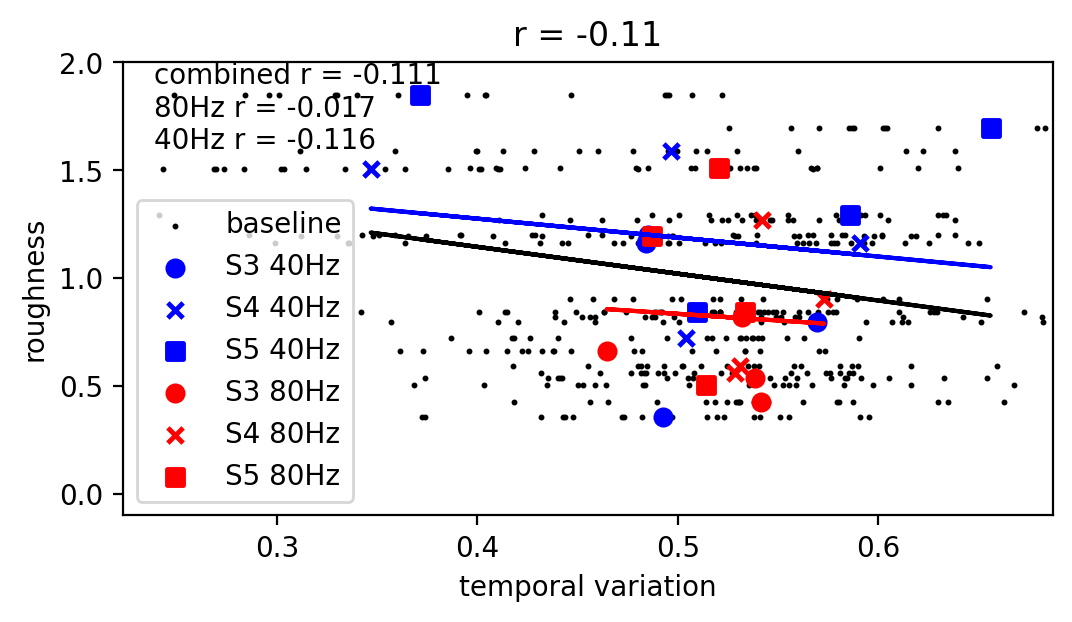 r = -0.11
combined r = -0.111
80Hz r = -0.017
40Hz r = -0.116
baseline
S3 40Hz
S4 40Hz
S5 40Hz
S3 80Hz
S4 80Hz
S5 80Hz
roughness
2.0
1.5
1.0
0.5
0.0
0.3 0.4 0.5 0.6
temporal variation